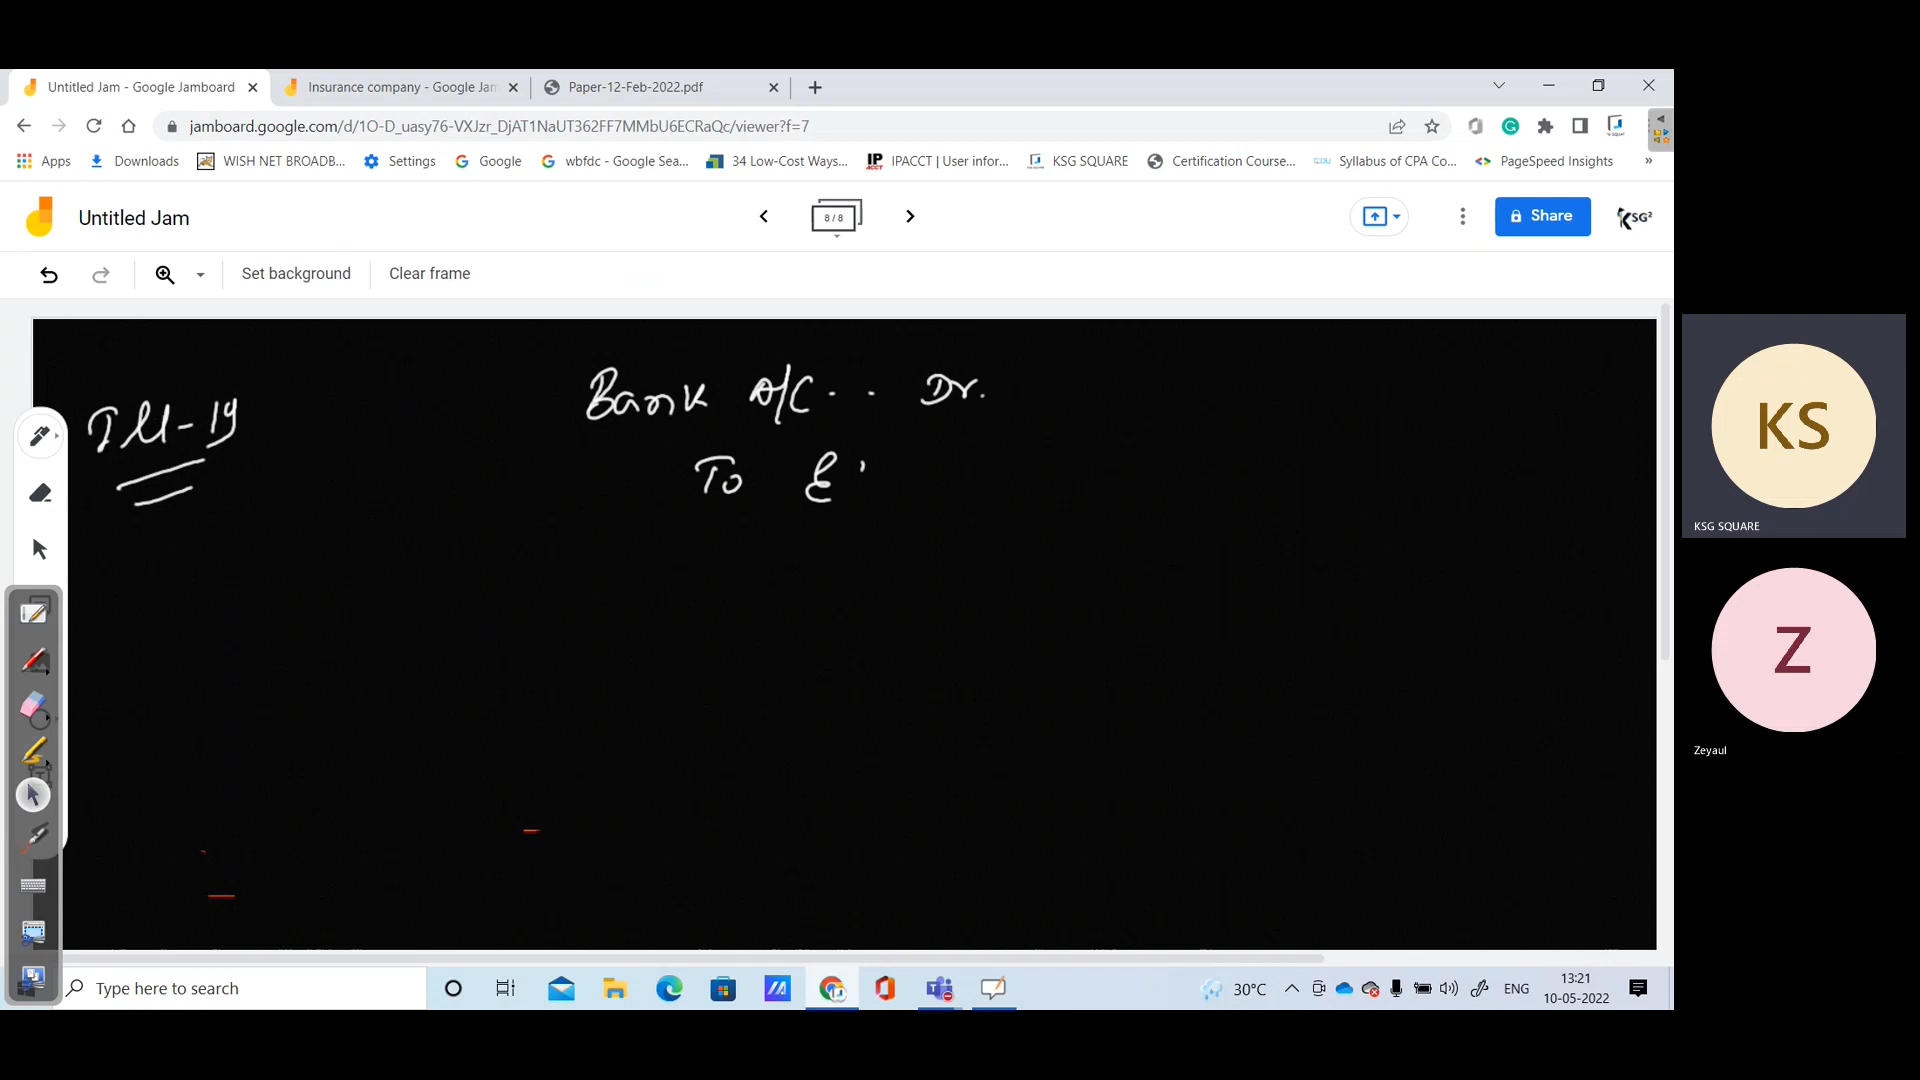 Untitled Jam - Google Jamboard
Insurance company - Google Jam
Paper-12-Feb-2022.pdf
jamboard.google.com/d/1O-D_uasy76-VXJzr_DjAT1NaUT362FF7MMbU6ECRaQc/viewer?f=7
Apps
Downloads
WISH NET BROADB...
Settings
Google
wbfdc - Google Sea...
34 Low-Cost Ways...
IPACCT | User infor...
KSG SQUARE
Certification Course...
Syllabus of CPA Co...
PageSpeed Insights
»
Untitled Jam
8 / 8
Share
KSG²
Set background
Clear frame
Ill-19
Bank A/C .. Dr.
To E
KS
KSG SQUARE
Z
Zeyaul
Type here to search
30°C
ENG
13:21
10-05-2022